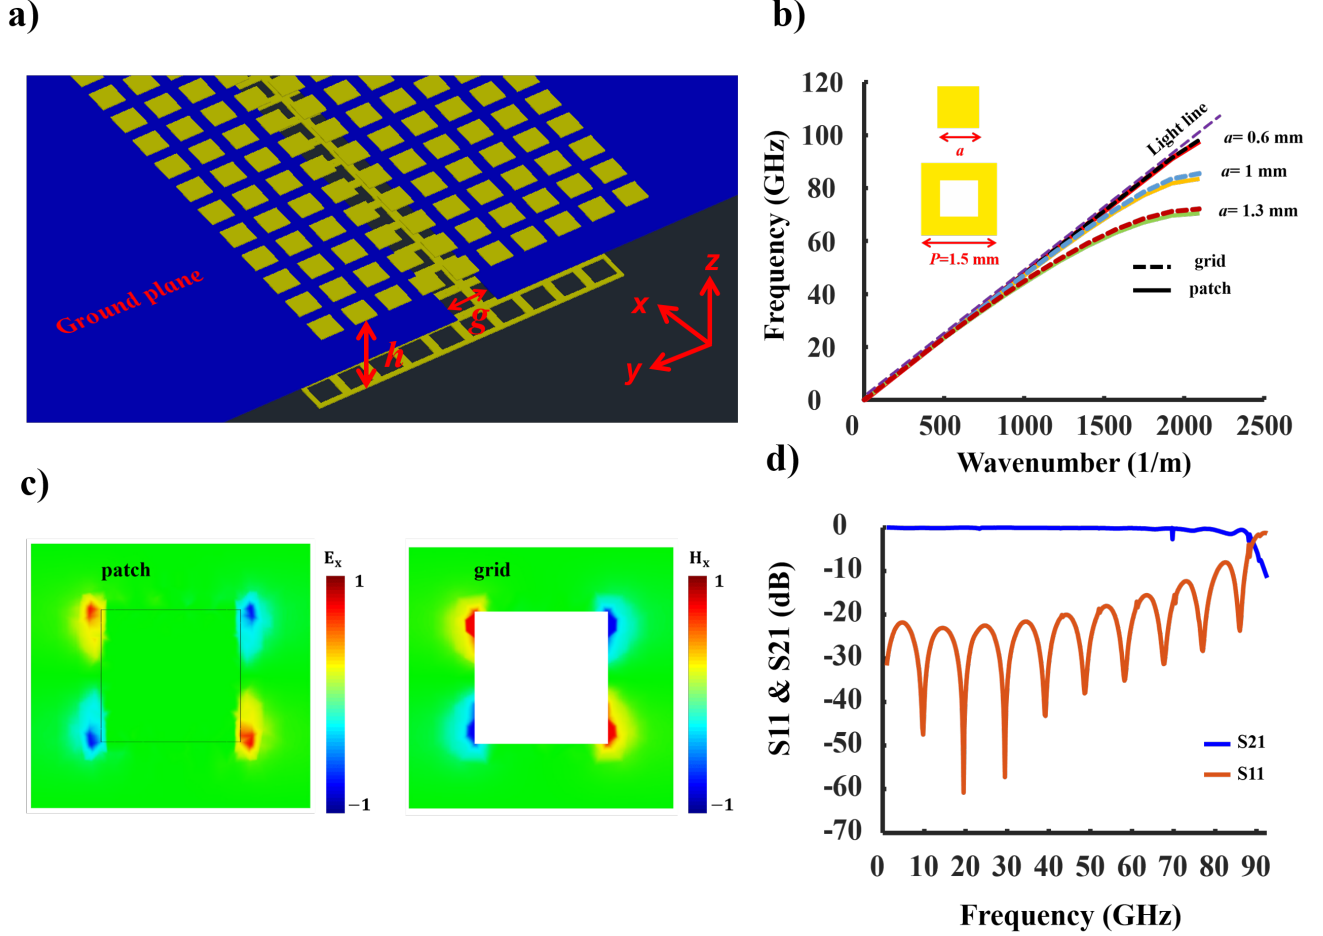 a)
Ground plane
h
g
x
y
z
b)
Frequency (GHz)
120
100
80
60
40
20
0
0 500 1000 1500 2000 2500
Wavenumber (1/m)
a
P=1.5 mm
Light line
a= 0.6 mm
a= 1 mm
a= 1.3 mm
grid
patch
c)
patch
Ex
1
−1
grid
Hx
1
−1
d)
S11 & S21 (dB)
0
-10
-20
-30
-40
-50
-60
-70
0 10 20 30 40 50 60 70 80 90
Frequency (GHz)
S21
S11